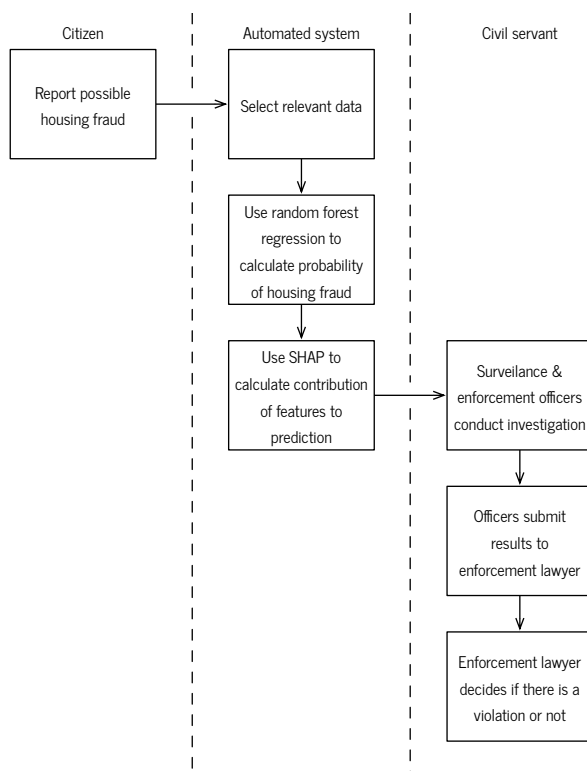 Citizen
Automated system
Civil servant
Report possible
housing fraud
Select relevant data
Use random forest
regression to
calculate probability
of housing fraud
Use SHAP to
calculate contribution
of features to
prediction
Surveilance &
enforcement officers
conduct investigation
Officers submit
results to
enforcement lawyer
Enforcement lawyer
decides if there is a
violation or not